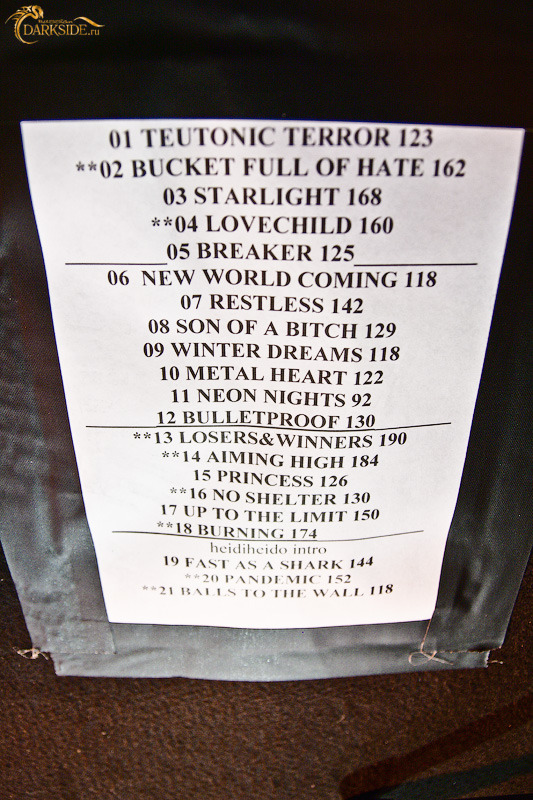 DARKSIDE.ru
01 TEUTONIC TERROR 123
**02 BUCKET FULL OF HATE 162
03 STARLIGHT 168
**04 LOVECHILD 160
05 BREAKER 125
06 NEW WORLD COMING 118
07 RESTLESS 142
08 SON OF A BITCH 129
09 WINTER DREAMS 118
10 METAL HEART 122
11 NEON NIGHTS 92
12 BULLETPROOF 130
**13 LOSERS&WINNERS 190
**14 AIMING HIGH 184
15 PRINCESS 126
**16 NO SHELTER 130
17 UP TO THE LIMIT 150
**18 BURNING 174
heidiheido intro
19 FAST AS A SHARK 144
**20 PANDEMIC 152
**21 BALLS TO THE WALL 118